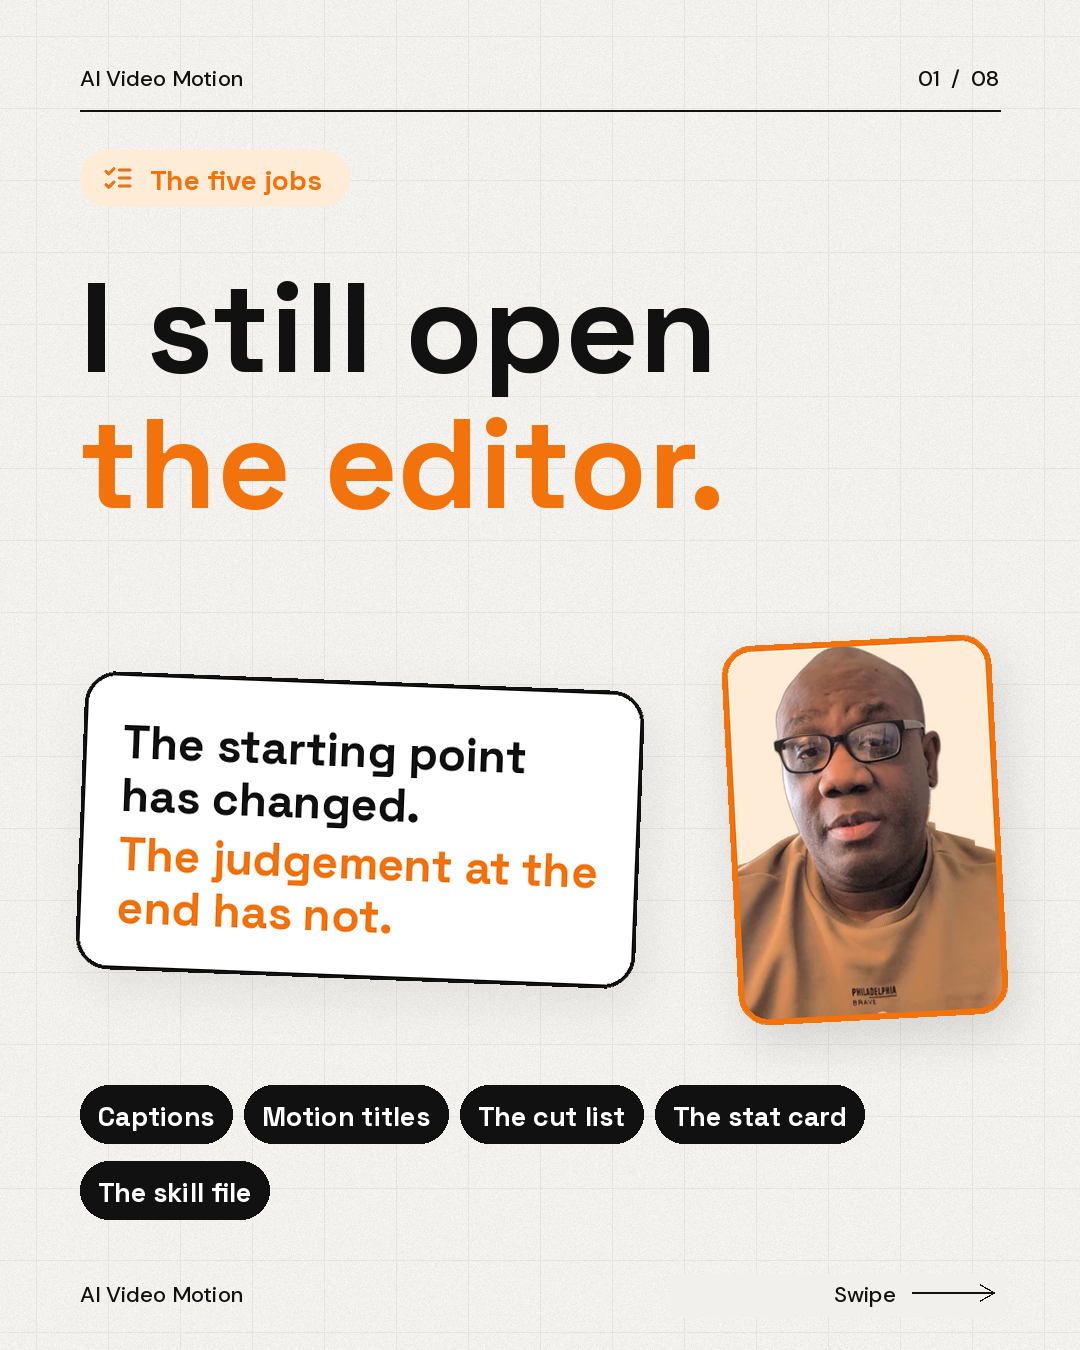 AI Video Motion
01 / 08
The five jobs
I still open
the editor.
The starting point
has changed.
The judgement at the
end has not.
PHILADELPHIA
BRAVE
Captions
Motion titles
The cut list
The stat card
The skill file
AI Video Motion
Swipe